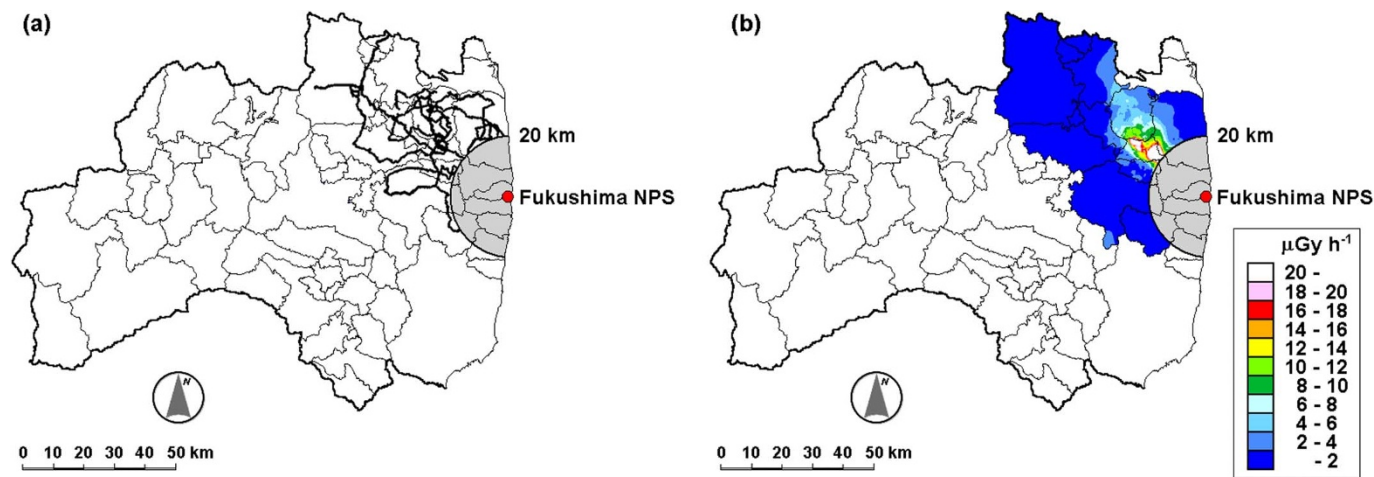 (a)
20 km
Fukushima NPS
N
0 10 20 30 40 50 km
(b)
20 km
Fukushima NPS
N
0 10 20 30 40 50 km
μGy h⁻¹
20 -
18 - 20
16 - 18
14 - 16
12 - 14
10 - 12
8 - 10
6 - 8
4 - 6
2 - 4
- 2